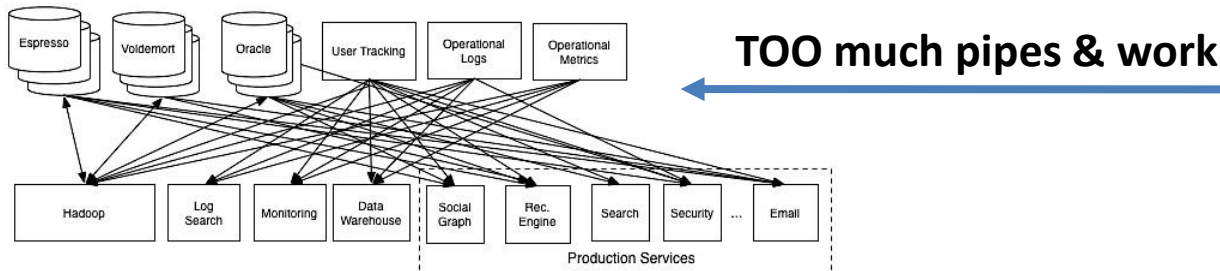 TOO much pipes & work
Espresso
Voldemort
Oracle
User Tracking
Operational
Logs
Operational
Metrics
Hadoop
Log
Search
Monitoring
Data
Warehouse
Social
Graph
Rec.
Engine
Search
Security
...
Email
Production Services